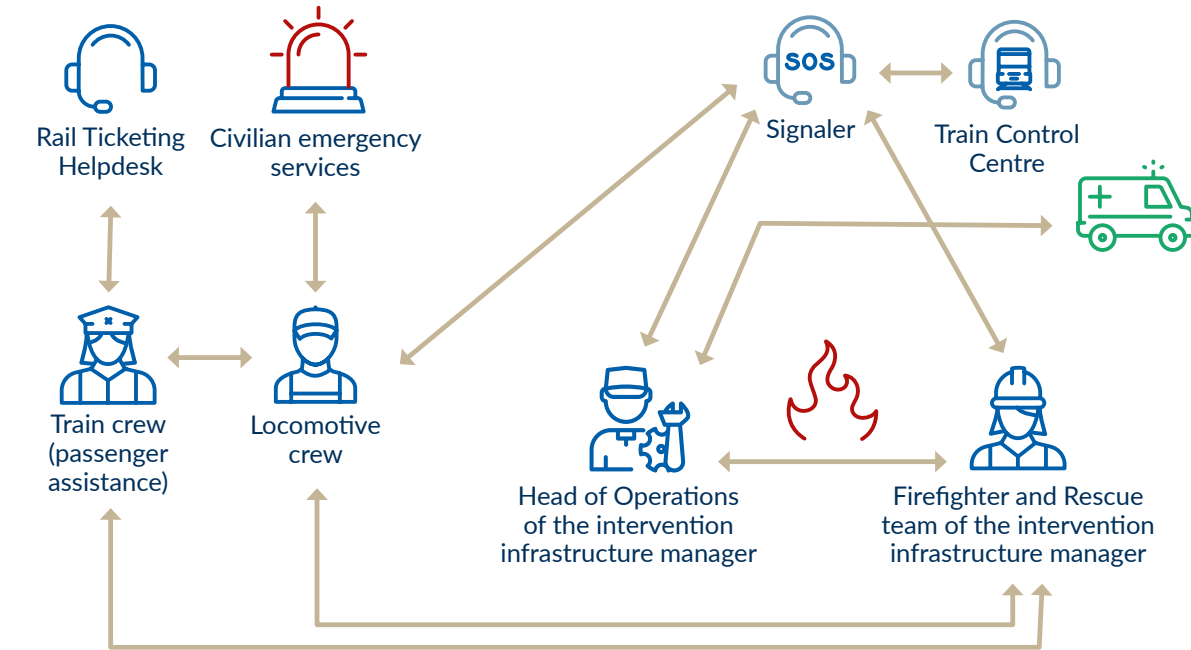 SOS
Rail Ticketing
Helpdesk
Civilian emergency
services
Signaler
Train Control
Centre
Train crew
(passenger
assistance)
Locomotive
crew
Head of Operations
of the intervention
infrastructure manager
Firefighter and Rescue
team of the intervention
infrastructure manager